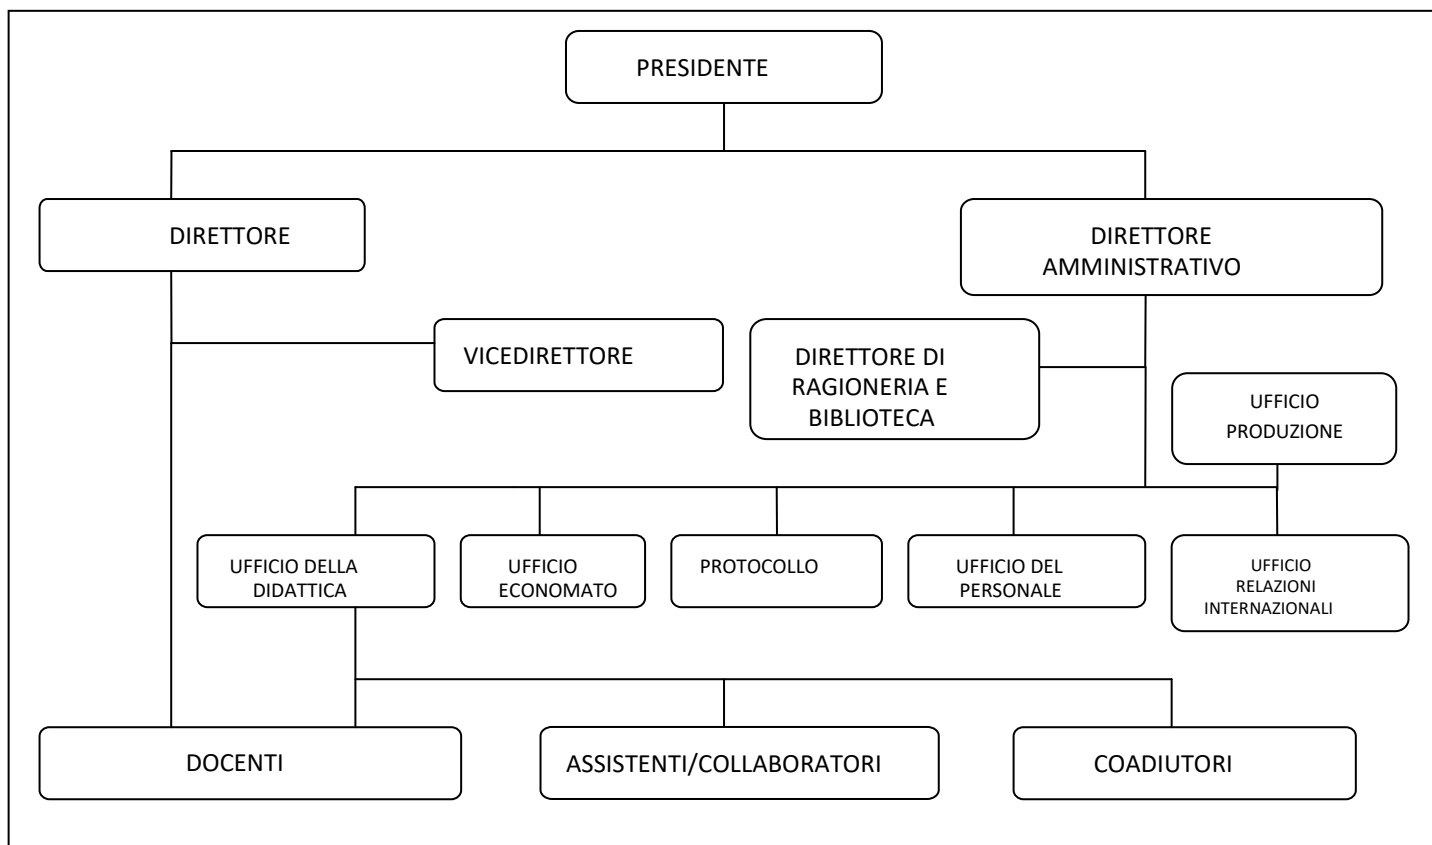 PRESIDENTE
DIRETTORE
DIRETTORE
AMMINISTRATIVO
VICEDIRETTORE
DIRETTORE DI
RAGIONERIA E
BIBLIOTECA
UFFICIO
PRODUZIONE
UFFICIO DELLA
DIDATTICA
UFFICIO
ECONOMATO
PROTOCOLLO
UFFICIO DEL
PERSONALE
UFFICIO
RELAZIONI
INTERNAZIONALI
DOCENTI
ASSISTENTI/COLLABORATORI
COADIUTORI